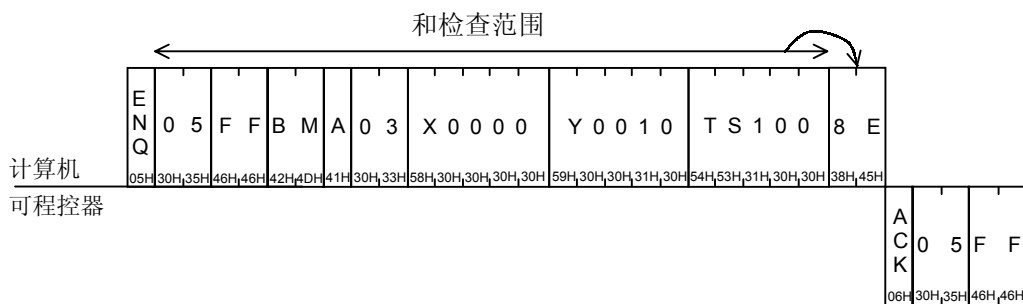 和检查范围
ENQ 0 5 F F B M A 0 3 X 0 0 0 0 Y 0 0 1 0 T S 1 0 0 8 E
05H 30H 35H 46H 46H 42H 4DH 41H 30H 33H 58H 30H 30H 30H 30H 59H 30H 30H 31H 30H 54H 53H 31H 30H 30H 38H 45H
计算机
可程控器
ACK 0 5 F F
06H 30H 35H 46H 46H